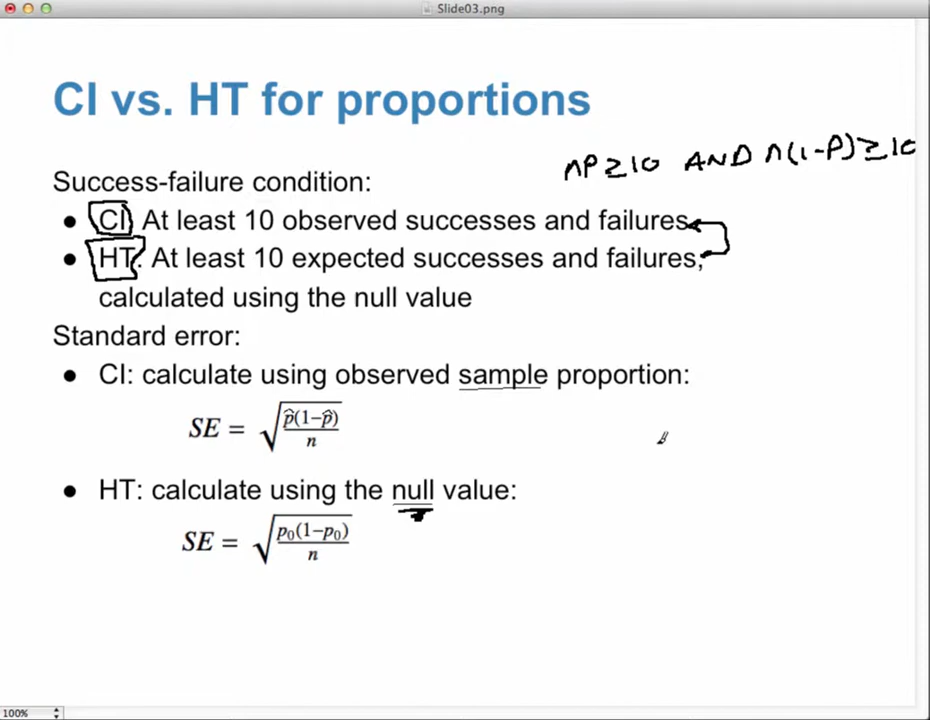 Slide03.png
CI vs. HT for proportions
np ≥ 10 AND n(1-p) ≥ 10
Success-failure condition:
● CI: At least 10 observed successes and failures
● HT: At least 10 expected successes and failures,
calculated using the null value
Standard error:
● CI: calculate using observed sample proportion:
SE = √(p̂(1−p̂)/n)
● HT: calculate using the null value:
SE = √(p₀(1−p₀)/n)
100%